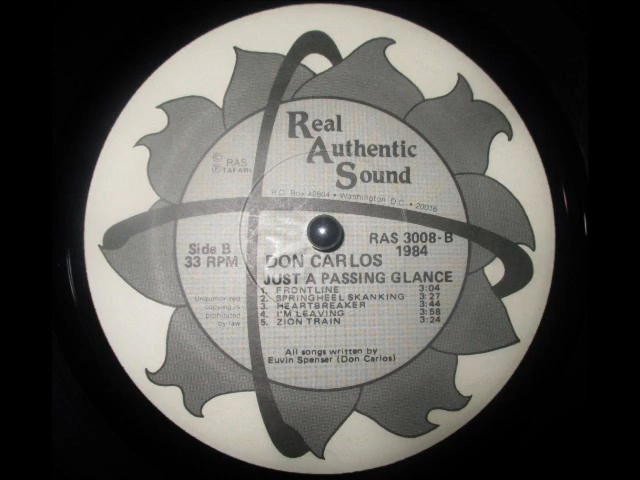 Real
Authentic
Sound
P.O. Box 42604 • Washington D.C. • 20015
© RAS
℗ TAFARI
Side B
33 RPM
RAS 3008-B
1984
DON CARLOS
JUST A PASSING GLANCE
1. FRONTLINE 3:04
2. SPRINGHEEL SKANKING 3:27
3. HEARTBREAKER 3:44
4. I'M LEAVING 3:58
5. ZION TRAIN 3:24
Unauthorized
copying is
prohibited
by law
All songs written by
Euvin Spenser (Don Carlos)